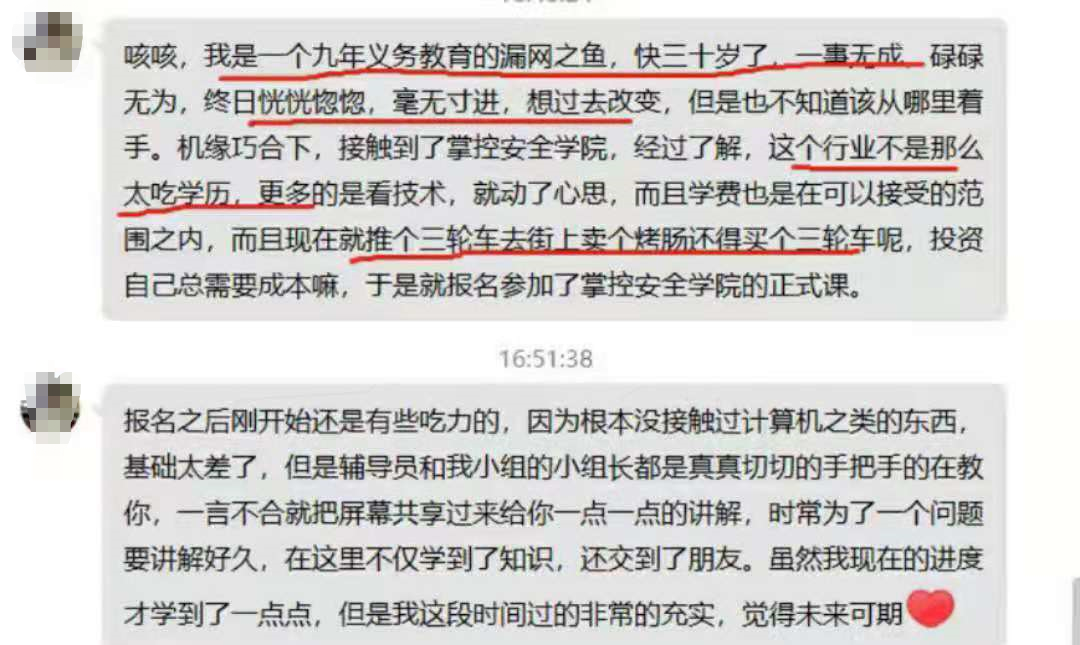 咳咳，我是一个九年义务教育的漏网之鱼，快三十岁了，一事无成，碌碌
无为，终日恍恍惚惚，毫无寸进，想过去改变，但是也不知道该从哪里着
手。机缘巧合下，接触到了掌控安全学院，经过了解，这个行业不是那么
太吃学历，更多的是看技术，就动了心思，而且学费也是在可以接受的范
围之内，而且现在就推个三轮车去街上卖个烤肠还得买个三轮车呢，投资
自己总需要成本嘛，于是就报名参加了掌控安全学院的正式课。
16:51:38
报名之后刚开始还是有些吃力的，因为根本没接触过计算机之类的东西，
基础太差了，但是辅导员和我小组的小组长都是真真切切的手把手的在教
你，一言不合就把屏幕共享过来给你一点一点的讲解，时常为了一个问题
要讲解好久，在这里不仅学到了知识，还交到了朋友。虽然我现在的进度
才学到了一点点，但是我这段时间过的非常的充实，觉得未来可期